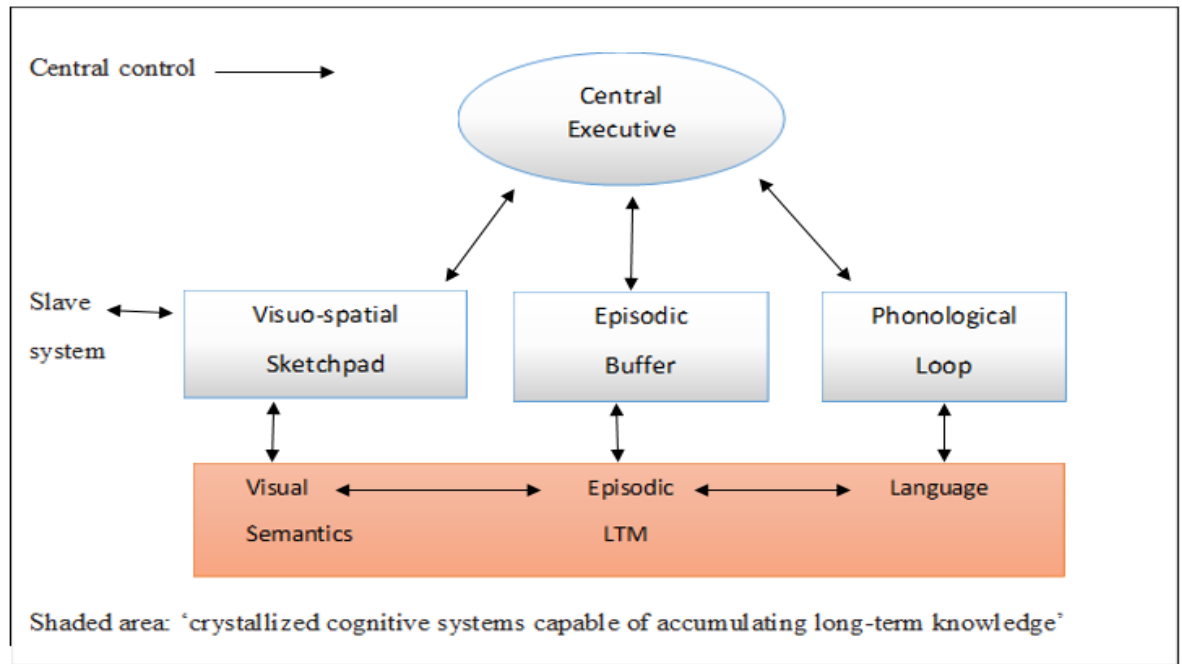 Central control
Central
Executive
Slave
system
Visuo-spatial
Sketchpad
Episodic
Buffer
Phonological
Loop
Visual
Semantics
Episodic
LTM
Language
Shaded area: ‘crystallized cognitive systems capable of accumulating long-term knowledge’